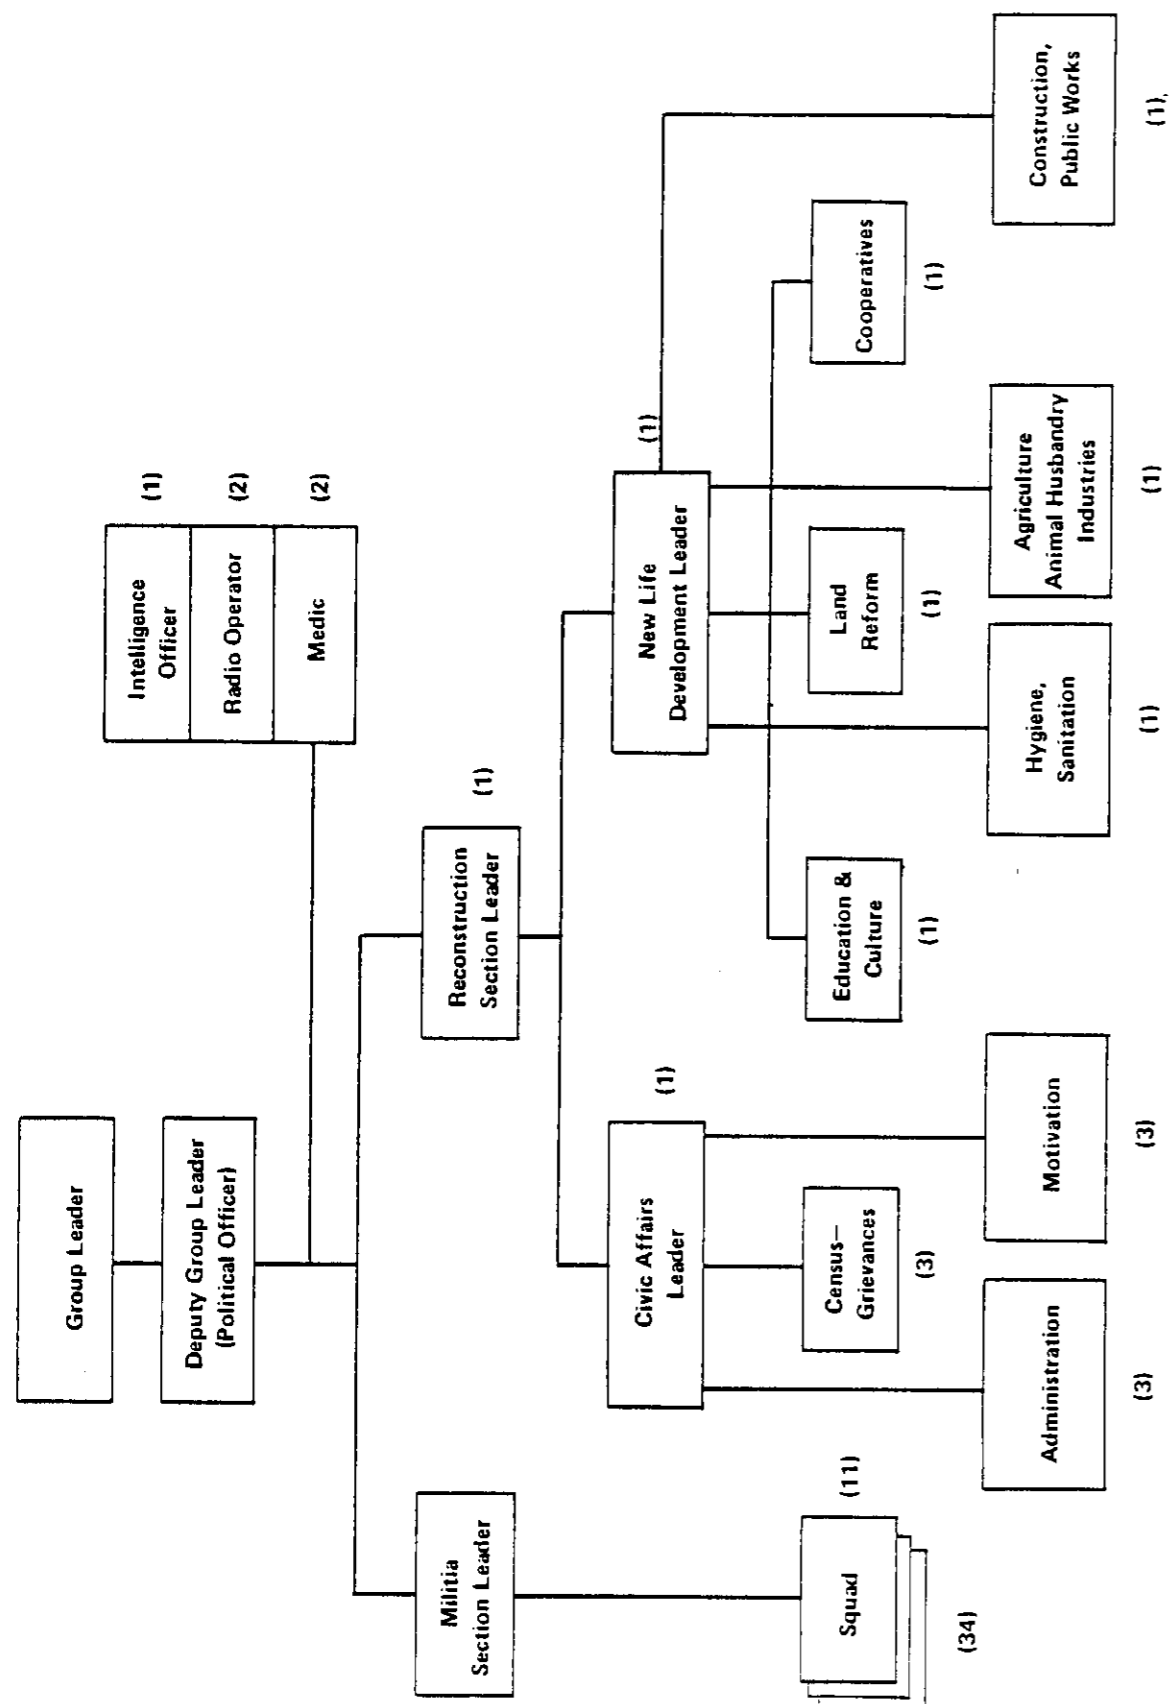 Group Leader
Deputy Group Leader
(Political Officer)
Intelligence
Officer
(1)
Radio Operator
(2)
Medic
(2)
Militia
Section Leader
Reconstruction
Section Leader
(1)
Civic Affairs
Leader
(1)
New Life
Development Leader
(1)
Squad
(11)
(34)
Census—
Grievances
(3)
Education &
Culture
(1)
Land
Reform
(1)
Cooperatives
(1)
Administration
(3)
Motivation
(3)
Hygiene,
Sanitation
(1)
Agriculture
Animal Husbandry
Industries
(1)
Construction,
Public Works
(1)